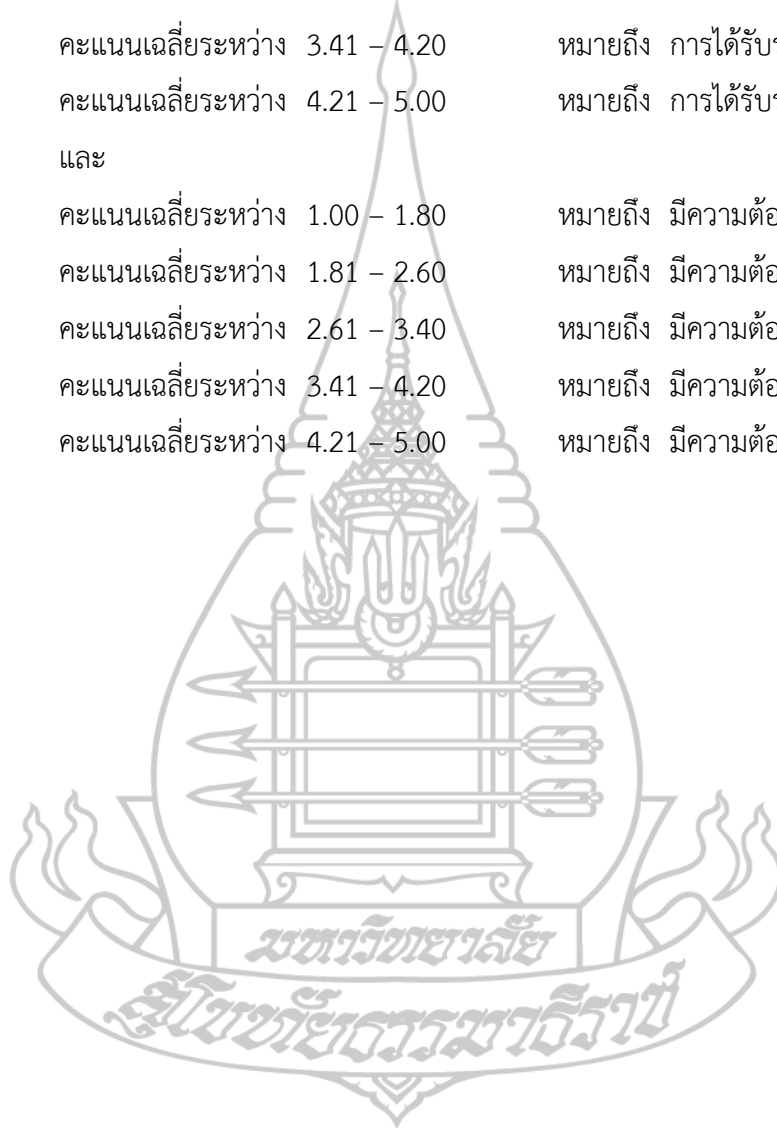 คะแนนเฉลี่ยระหว่าง 3.41 – 4.20 หมายถึง การได้รับ
คะแนนเฉลี่ยระหว่าง 4.21 – 5.00 หมายถึง การได้รับ
และ
คะแนนเฉลี่ยระหว่าง 1.00 – 1.80 หมายถึง มีความต้อ
คะแนนเฉลี่ยระหว่าง 1.81 – 2.60 หมายถึง มีความต้อ
คะแนนเฉลี่ยระหว่าง 2.61 – 3.40 หมายถึง มีความต้อ
คะแนนเฉลี่ยระหว่าง 3.41 – 4.20 หมายถึง มีความต้อ
คะแนนเฉลี่ยระหว่าง 4.21 – 5.00 หมายถึง มีความต้อ
มหาวิทยาลัย
สุโขทัยธรรมาธิราช